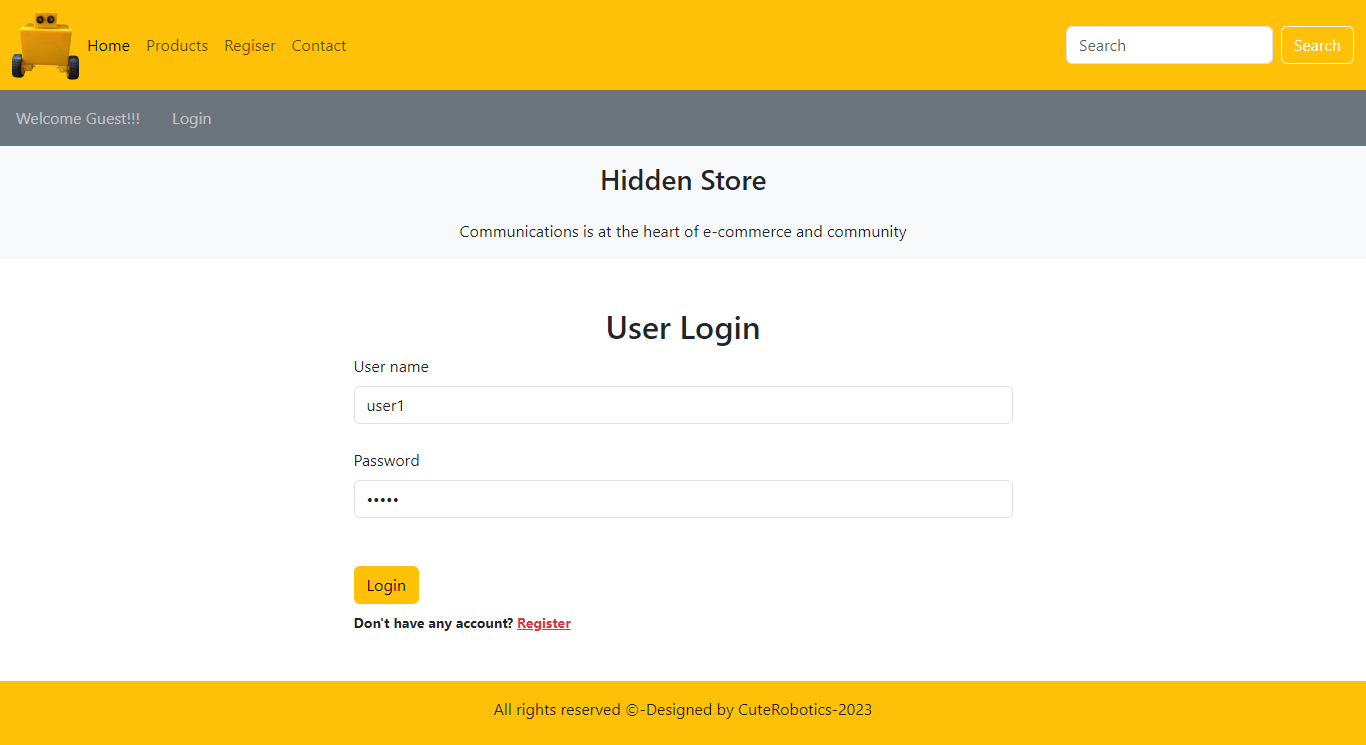 Home Products Regiser Contact Search Search
Welcome Guest!!! Login
Hidden Store
Communications is at the heart of e-commerce and community
User Login
User name
user1
Password
•••••
Login
Don't have any account? Register
All rights reserved ©-Designed by CuteRobotics-2023